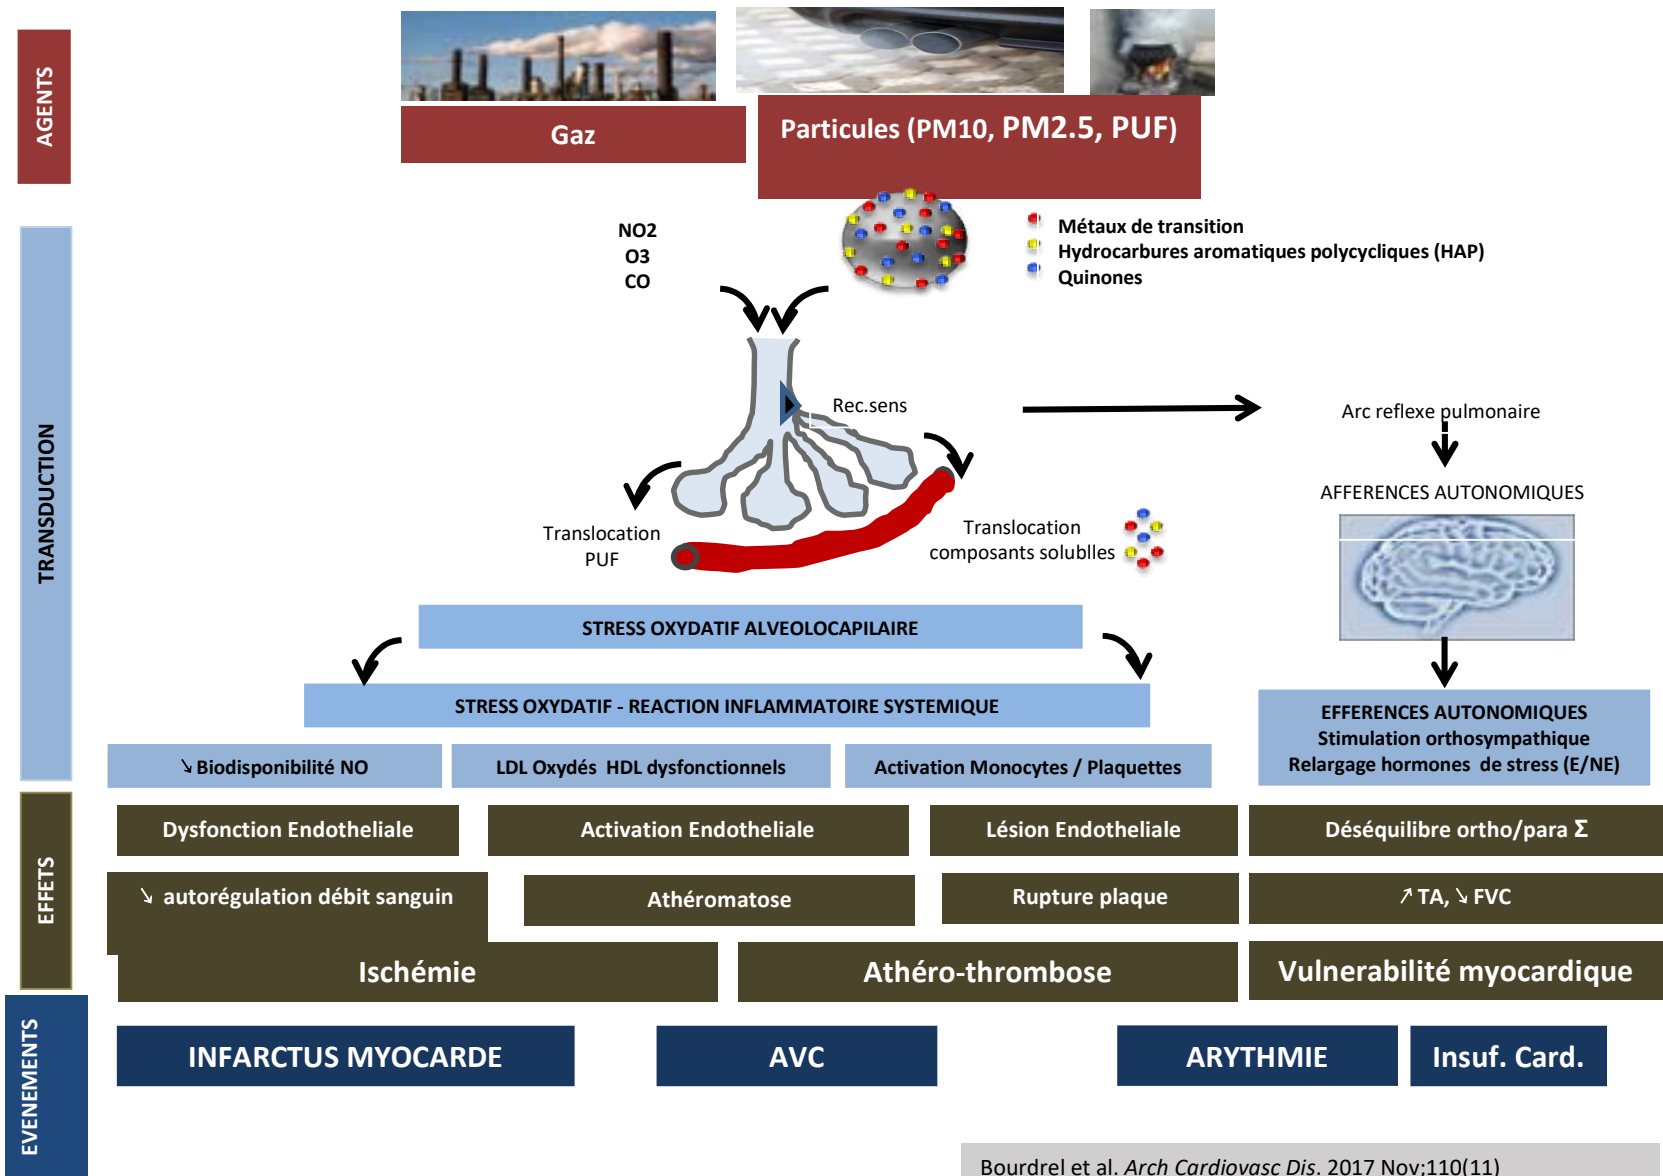 AGENTS
Gaz
Particules (PM10, PM2.5, PUF)
NO2
O3
CO
Métaux de transition
Hydrocarbures aromatiques polycycliques (HAP)
Quinones
TRANSDUCTION
Rec.sens
Arc reflexe pulmonaire
AFFERENCES AUTONOMIQUES
Translocation
PUF
Translocation
composants solublles
STRESS OXYDATIF ALVEOLOCAPILAIRE
STRESS OXYDATIF - REACTION INFLAMMATOIRE SYSTEMIQUE
EFFERENCES AUTONOMIQUES
Stimulation orthosympathique
Relargage hormones de stress (E/NE)
↘ Biodisponibilité NO
LDL Oxydés HDL dysfonctionnels
Activation Monocytes / Plaquettes
EFFETS
Dysfonction Endotheliale
Activation Endotheliale
Lésion Endotheliale
Déséquilibre ortho/para Σ
↘ autorégulation débit sanguin
Athéromatose
Rupture plaque
↗ TA, ↘ FVC
Ischémie
Athéro-thrombose
Vulnerabilité myocardique
EVENEMENTS
INFARCTUS MYOCARDE
AVC
ARYTHMIE
Insuf. Card.
Bourdrel et al. Arch Cardiovasc Dis. 2017 Nov;110(11)